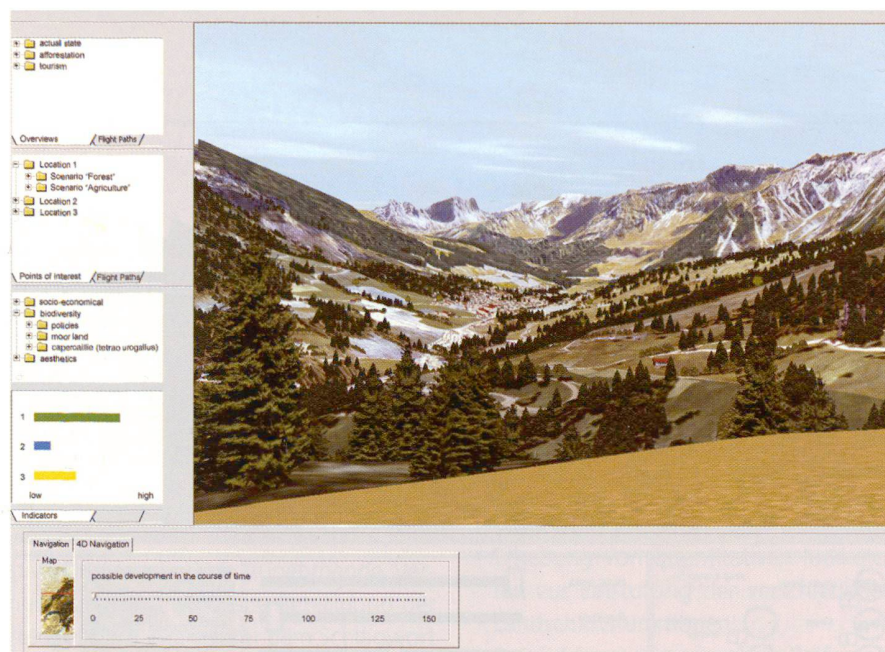 actual state
afforestation
tourism
Overviews
Flight Paths
Location 1
Scenario "Forest"
Scenario "Agriculture"
Location 2
Location 3
Points of Interest
Flight Paths
socio-economical
biodiversity
policies
moor land
capercaillie (tetrao urogallus)
aesthetics
1
2
3
low high
Indicators
Navigation 4D Navigation
Map
possible development in the course of time
0 25 50 75 100 125 150